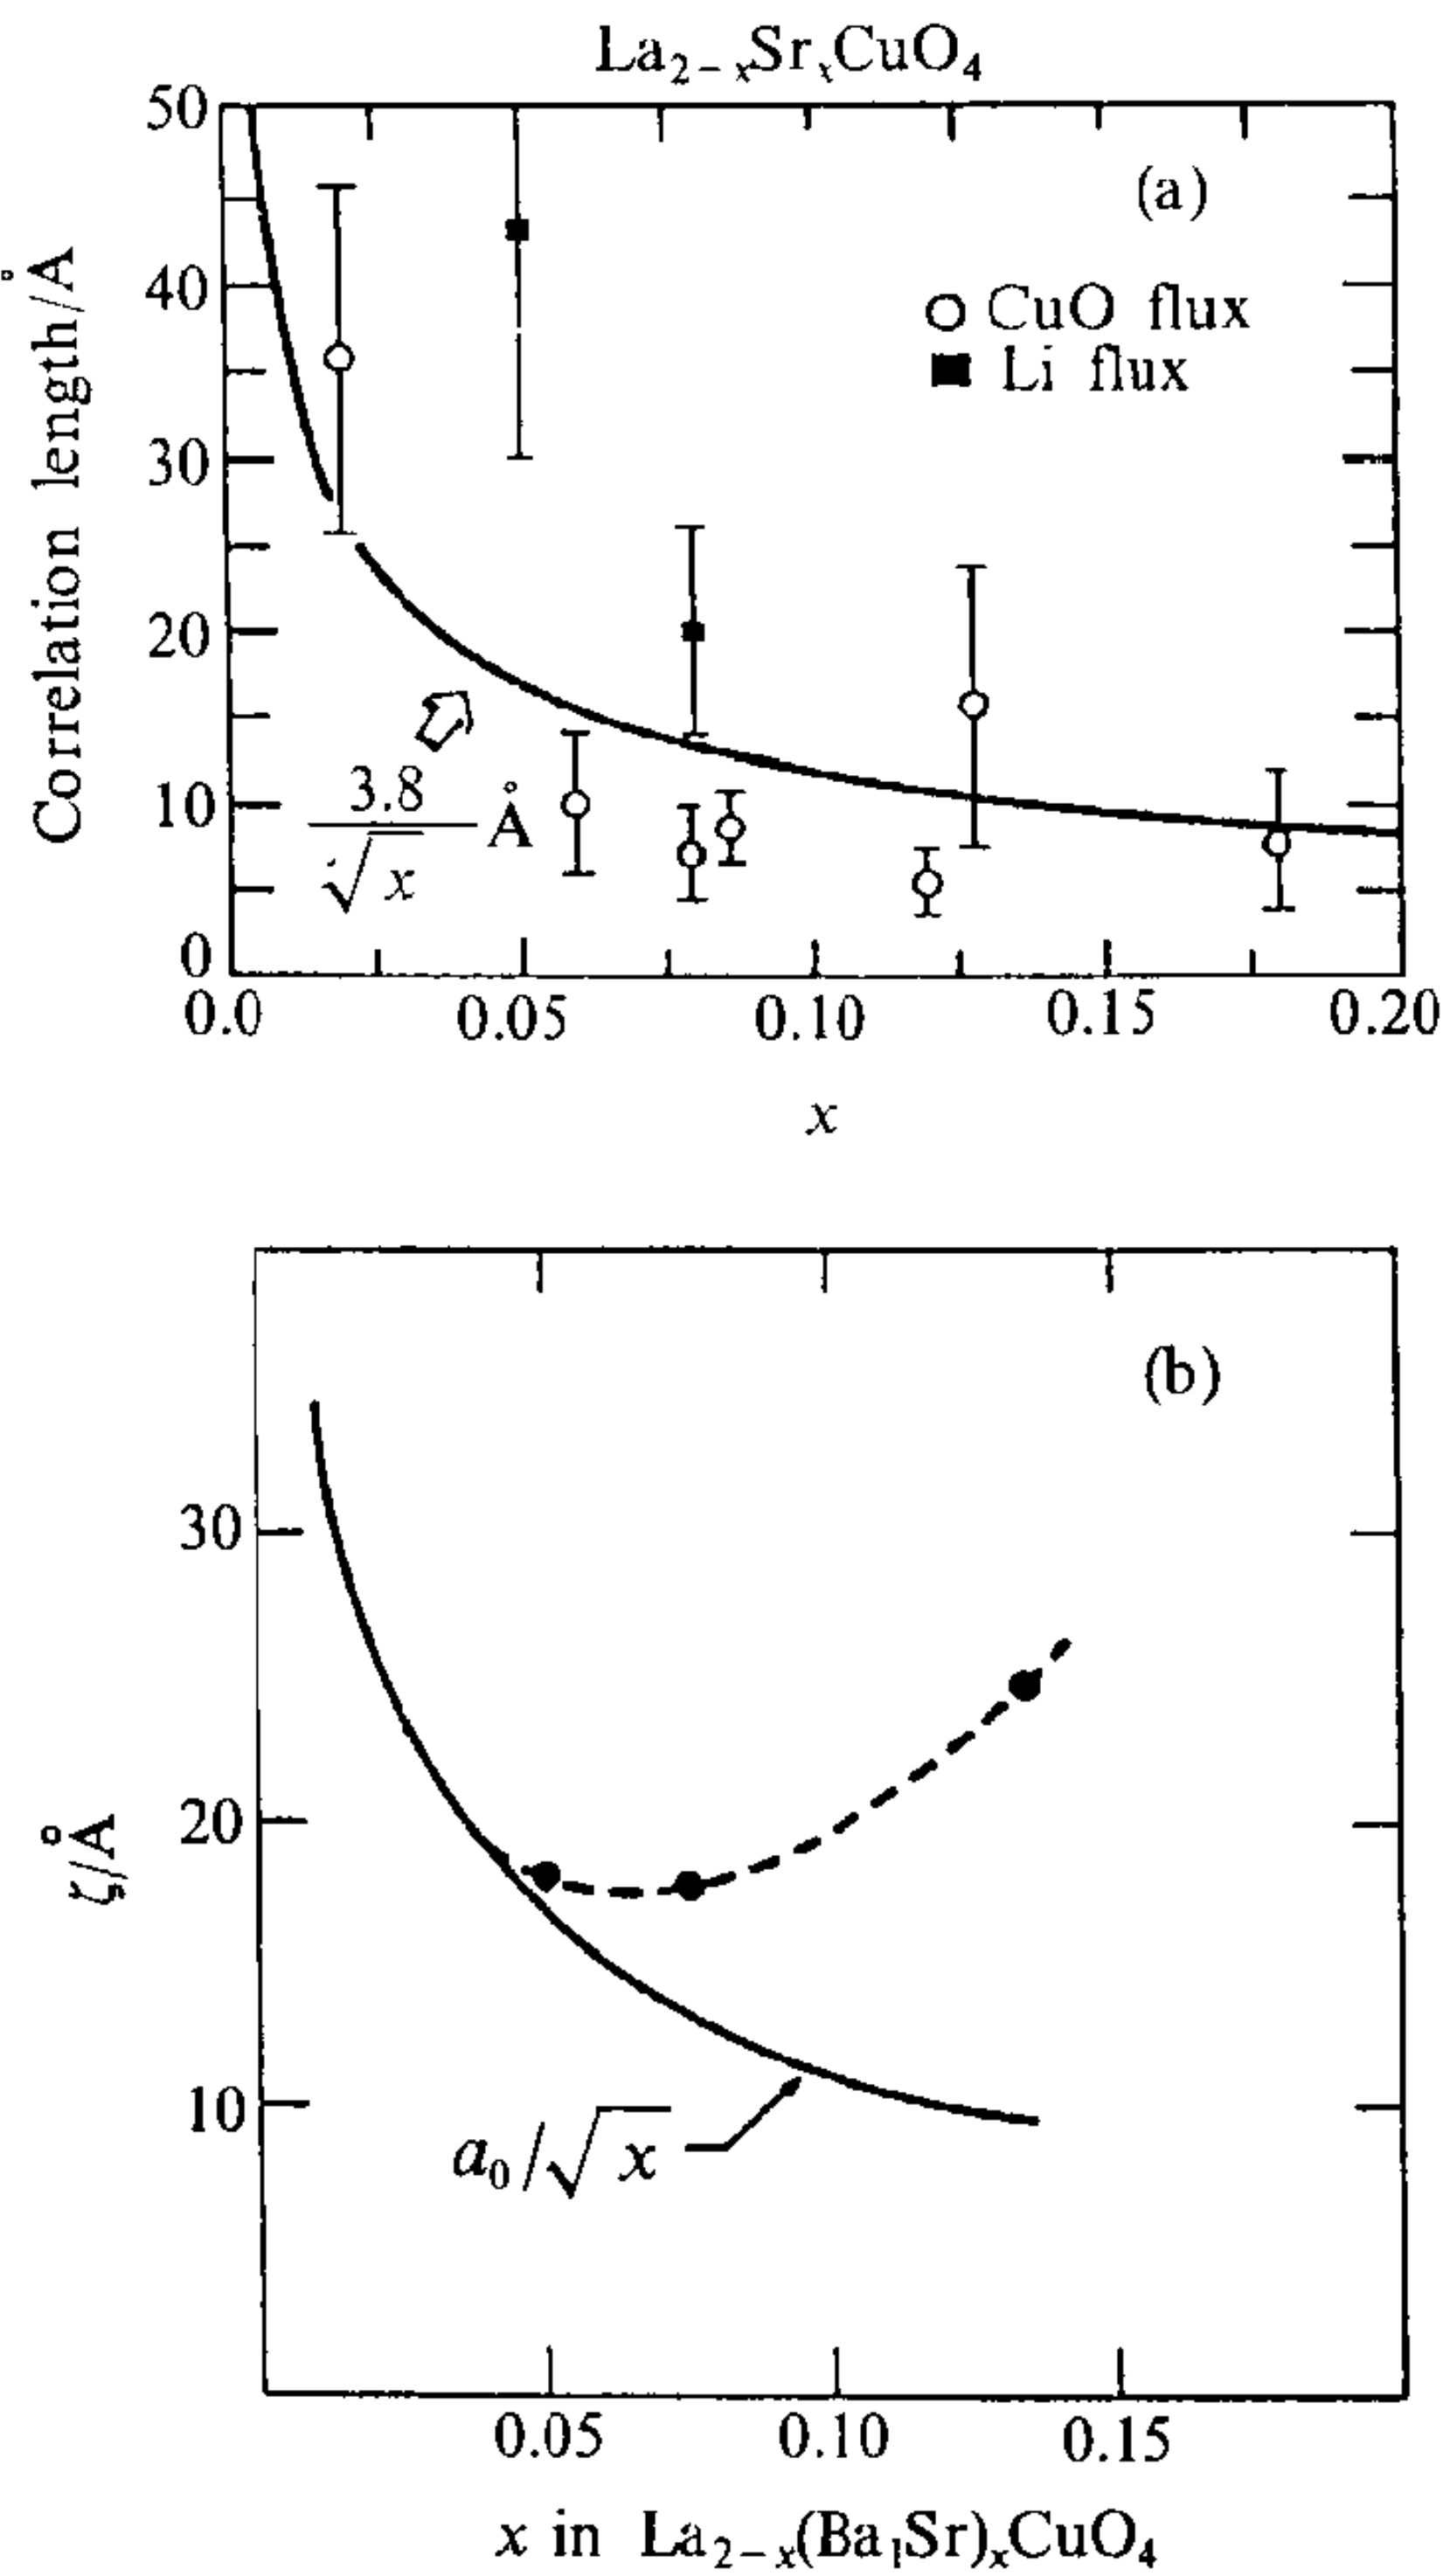 La₂₋ₓSrₓCuO₄
50
(a)
40
○ CuO flux
■ Li flux
30
20
10
0
Correlation length/Å
3.8/√x Å
0.0 0.05 0.10 0.15 0.20
x
(b)
30
20
10
ζ/Å
a₀/√x
0.05 0.10 0.15
x in La₂₋ₓ(Ba₁Sr)ₓCuO₄